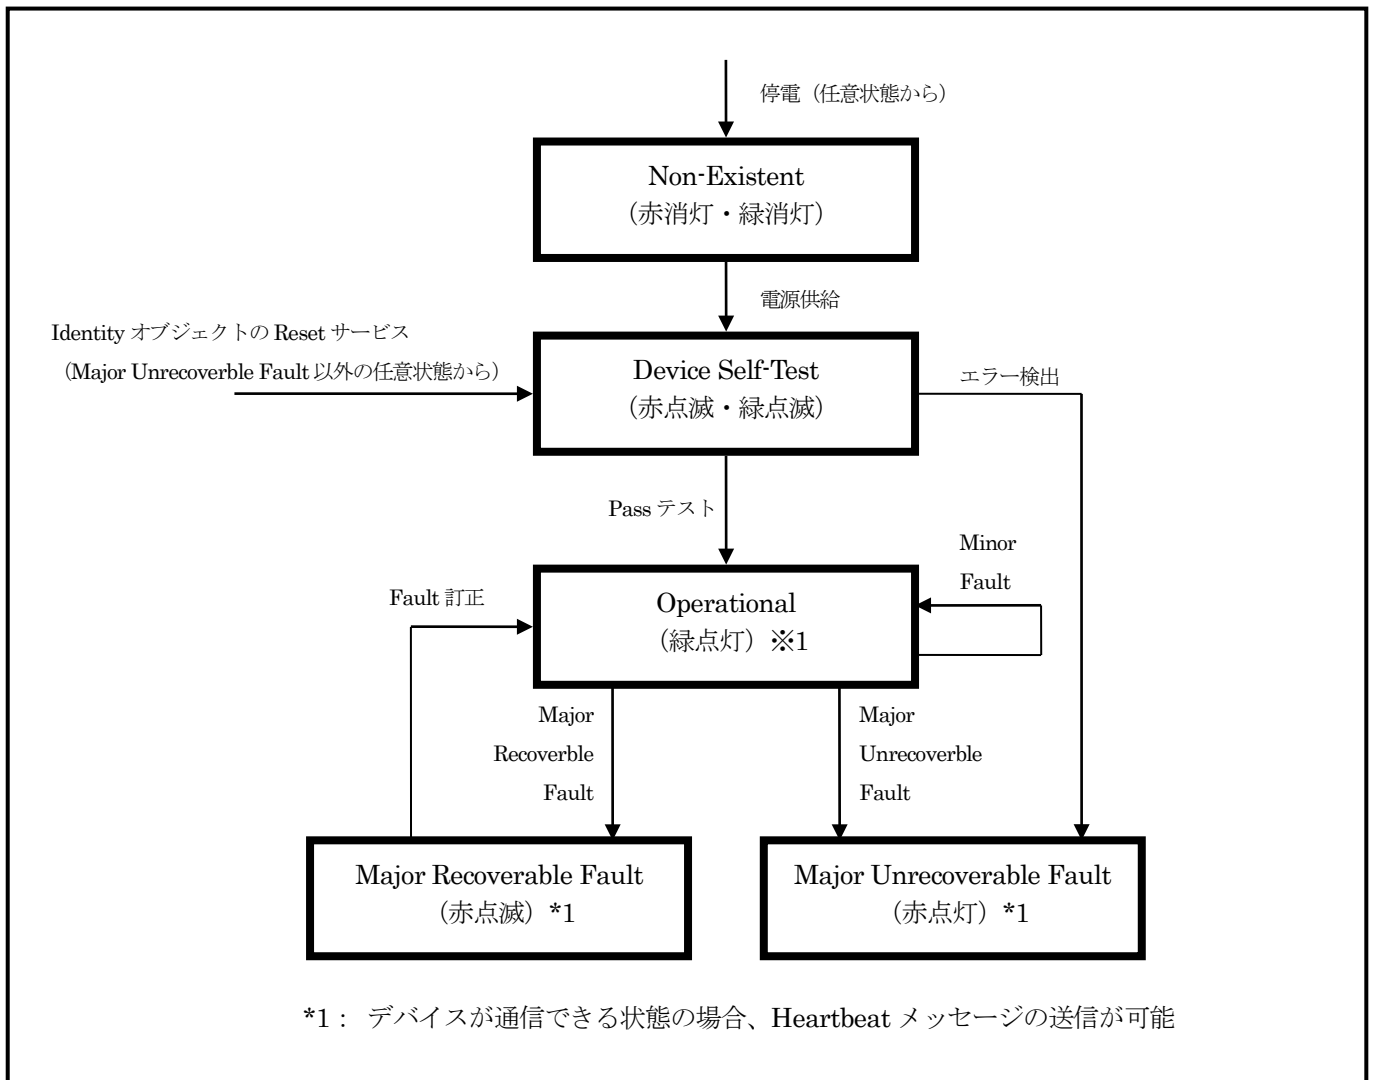 停電（任意状態から）
Non-Existent
（赤消灯・緑消灯）
電源供給
Identity オブジェクトの Reset サービス
（Major Unrecoverble Fault 以外の任意状態から）
Device Self-Test
（赤点滅・緑点滅）
エラー検出
Pass テスト
Minor
Fault
Fault 訂正
Operational
（緑点灯）※1
Major
Recoverble
Fault
Major
Unrecoverble
Fault
Major Recoverable Fault
（赤点滅）*1
Major Unrecoverable Fault
（赤点灯）*1
*1： デバイスが通信できる状態の場合、Heartbeat メッセージの送信が可能